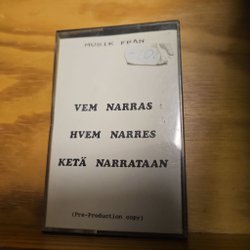 MUSIK FRÅN
VEM NARRAS
HVEM NARRES
KETÄ NARRATAAN
(Pre-Production copy)